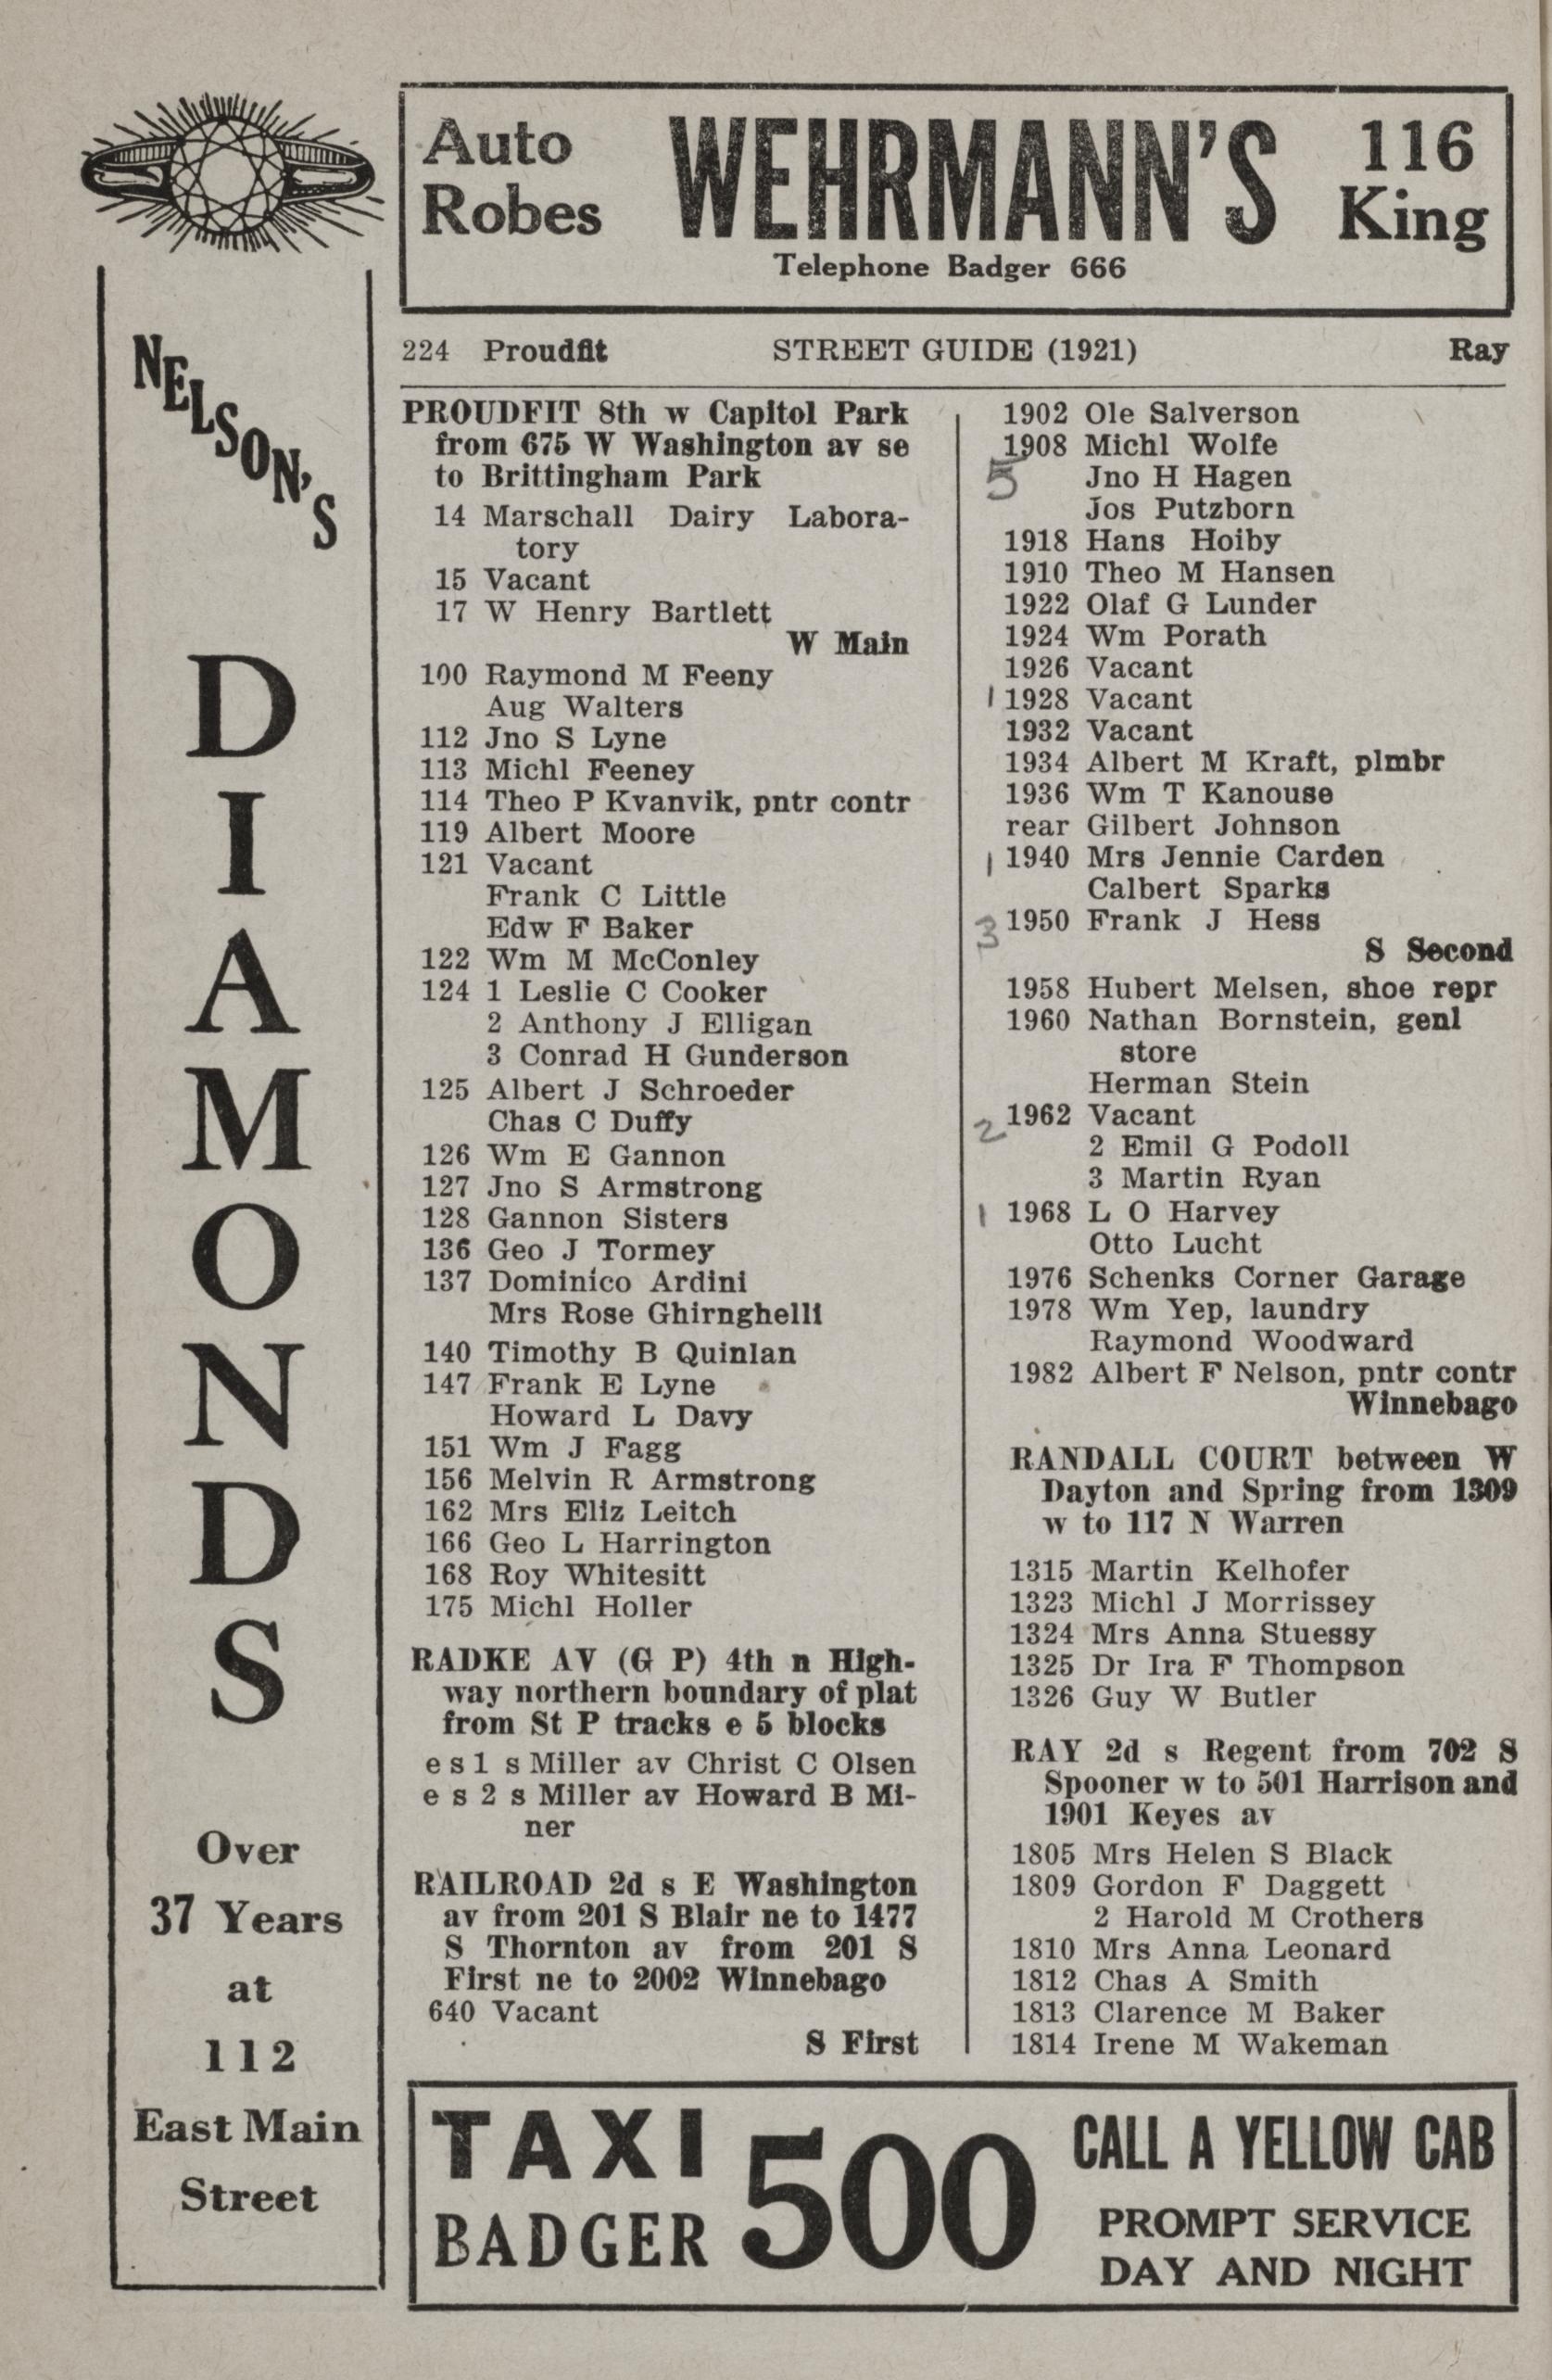 Auto
Robes
WEHRMANN'S
116
King
Telephone Badger 666
NELSON'S
DIAMONDS
Over
37 Years
at
112
East Main
Street
224 Proudfit STREET GUIDE (1921) Ray
PROUDFIT 8th w Capitol Park
from 675 W Washington av se
to Brittingham Park
14 Marschall Dairy Labora-
tory
15 Vacant
17 W Henry Bartlett
W Main
100 Raymond M Feeny
Aug Walters
112 Jno S Lyne
113 Michl Feeney
114 Theo P Kvanvik, pntr contr
119 Albert Moore
121 Vacant
Frank C Little
Edw F Baker
122 Wm M McConley
124 1 Leslie C Cooker
2 Anthony J Elligan
3 Conrad H Gunderson
125 Albert J Schroeder
Chas C Duffy
126 Wm E Gannon
127 Jno S Armstrong
128 Gannon Sisters
136 Geo J Tormey
137 Dominico Ardini
Mrs Rose Ghirnghelli
140 Timothy B Quinlan
147 Frank E Lyne
Howard L Davy
151 Wm J Fagg
156 Melvin R Armstrong
162 Mrs Eliz Leitch
166 Geo L Harrington
168 Roy Whitesitt
175 Michl Holler
RADKE AV (G P) 4th n High-
way northern boundary of plat
from St P tracks e 5 blocks
e s 1 s Miller av Christ C Olsen
e s 2 s Miller av Howard B Mi-
ner
RAILROAD 2d s E Washington
av from 201 S Blair ne to 1477
S Thornton av from 201 S
First ne to 2002 Winnebago
640 Vacant
S First
1902 Ole Salverson
1908 Michl Wolfe
5 Jno H Hagen
Jos Putzborn
1918 Hans Hoiby
1910 Theo M Hansen
1922 Olaf G Lunder
1924 Wm Porath
1926 Vacant
1 1928 Vacant
1932 Vacant
1934 Albert M Kraft, plmbr
1936 Wm T Kanouse
rear Gilbert Johnson
1 1940 Mrs Jennie Carden
Calbert Sparks
3 1950 Frank J Hess
S Second
1958 Hubert Melsen, shoe repr
1960 Nathan Bornstein, genl
store
Herman Stein
2 1962 Vacant
2 Emil G Podoll
3 Martin Ryan
1 1968 L O Harvey
Otto Lucht
1976 Schenks Corner Garage
1978 Wm Yep, laundry
Raymond Woodward
1982 Albert F Nelson, pntr contr
Winnebago
RANDALL COURT between W
Dayton and Spring from 1309
w to 117 N Warren
1315 Martin Kelhofer
1323 Michl J Morrissey
1324 Mrs Anna Stuessy
1325 Dr Ira F Thompson
1326 Guy W Butler
RAY 2d s Regent from 702 S
Spooner w to 501 Harrison and
1901 Keyes av
1805 Mrs Helen S Black
1809 Gordon F Daggett
2 Harold M Crothers
1810 Mrs Anna Leonard
1812 Chas A Smith
1813 Clarence M Baker
1814 Irene M Wakeman
TAXI
BADGER
500
CALL A YELLOW CAB
PROMPT SERVICE
DAY AND NIGHT